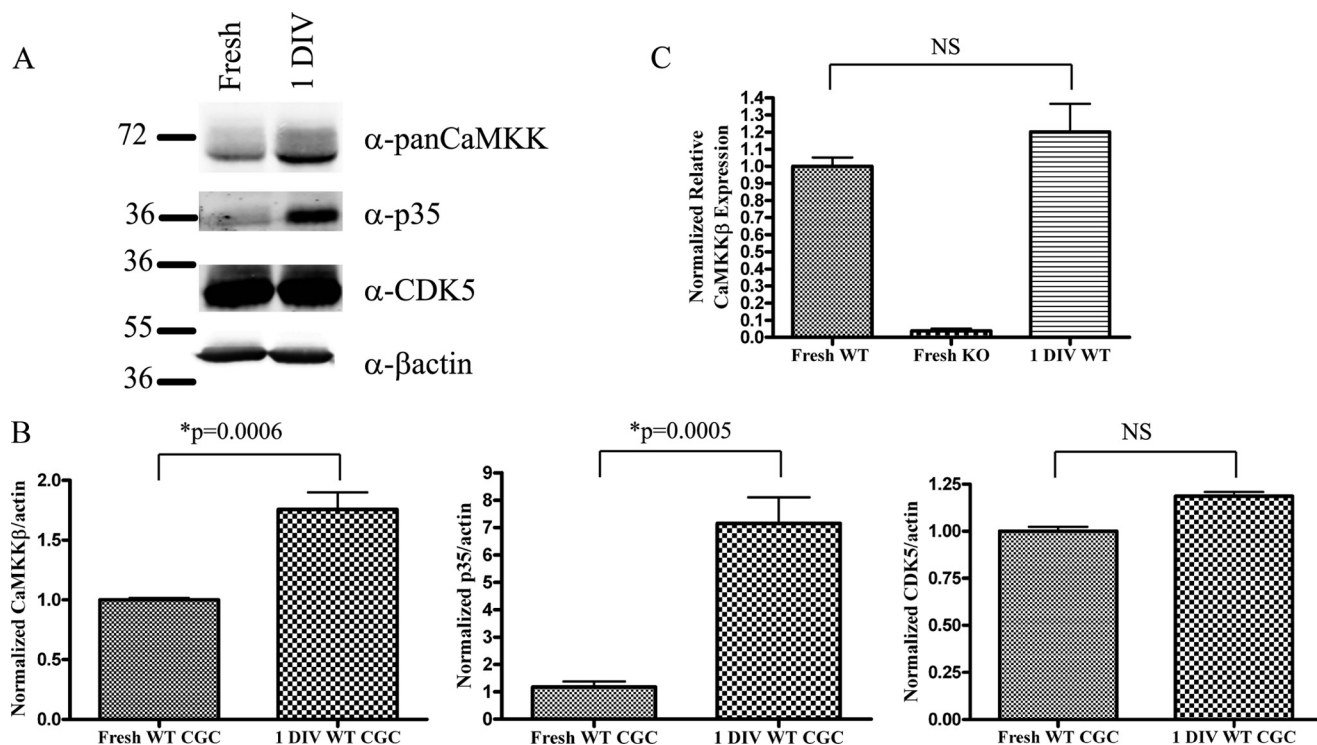 A
Fresh
1 DIV
72
α-panCaMKK
36
α-p35
36
α-CDK5
55
α-βactin
36
C
NS
Normalized Relative
CaMKKβ Expression
1.4
1.3
1.2
1.1
1.0
0.9
0.8
0.7
0.6
0.5
0.4
0.3
0.2
0.1
0.0
Fresh WT
Fresh KO
1 DIV WT
B
*p=0.0006
Normalized CaMKKβ/actin
2.0
1.5
1.0
0.5
0.0
Fresh WT CGC
1 DIV WT CGC
*p=0.0005
Normalized p35/actin
9
8
7
6
5
4
3
2
1
0
Fresh WT CGC
1 DIV WT CGC
NS
Normalized CDK5/actin
1.25
1.00
0.75
0.50
0.25
0.00
Fresh WT CGC
1 DIV WT CGC